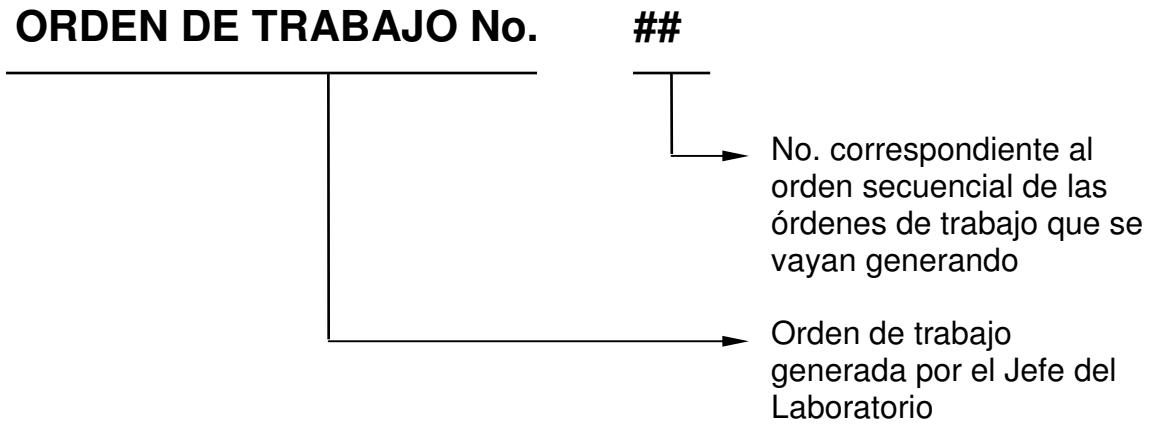 ORDEN DE TRABAJO No. ##
No. correspondiente al
orden secuencial de las
órdenes de trabajo que se
vayan generando
Orden de trabajo
generada por el Jefe del
Laboratorio